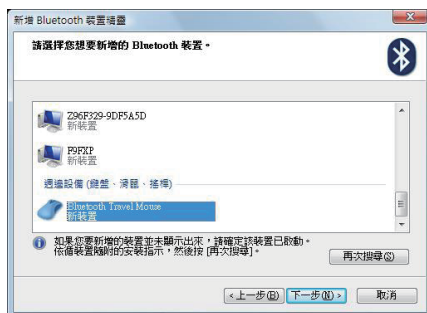 新增 Bluetooth 裝置精靈
請選擇您想要新增的 Bluetooth 裝置。
Z96F329-9DF5A5D
新裝置
F9FXP
新裝置
週邊設備 (鍵盤、滑鼠、搖桿)
Bluetooth Travel Mouse
新裝置
如果您要新增的裝置並未顯示出來，請確定該裝置已啟動。
依循裝置隨附的安裝指示，然後按 [再次搜尋]。
再次搜尋(S)
<上一步(B) 下一步(N)> 取消